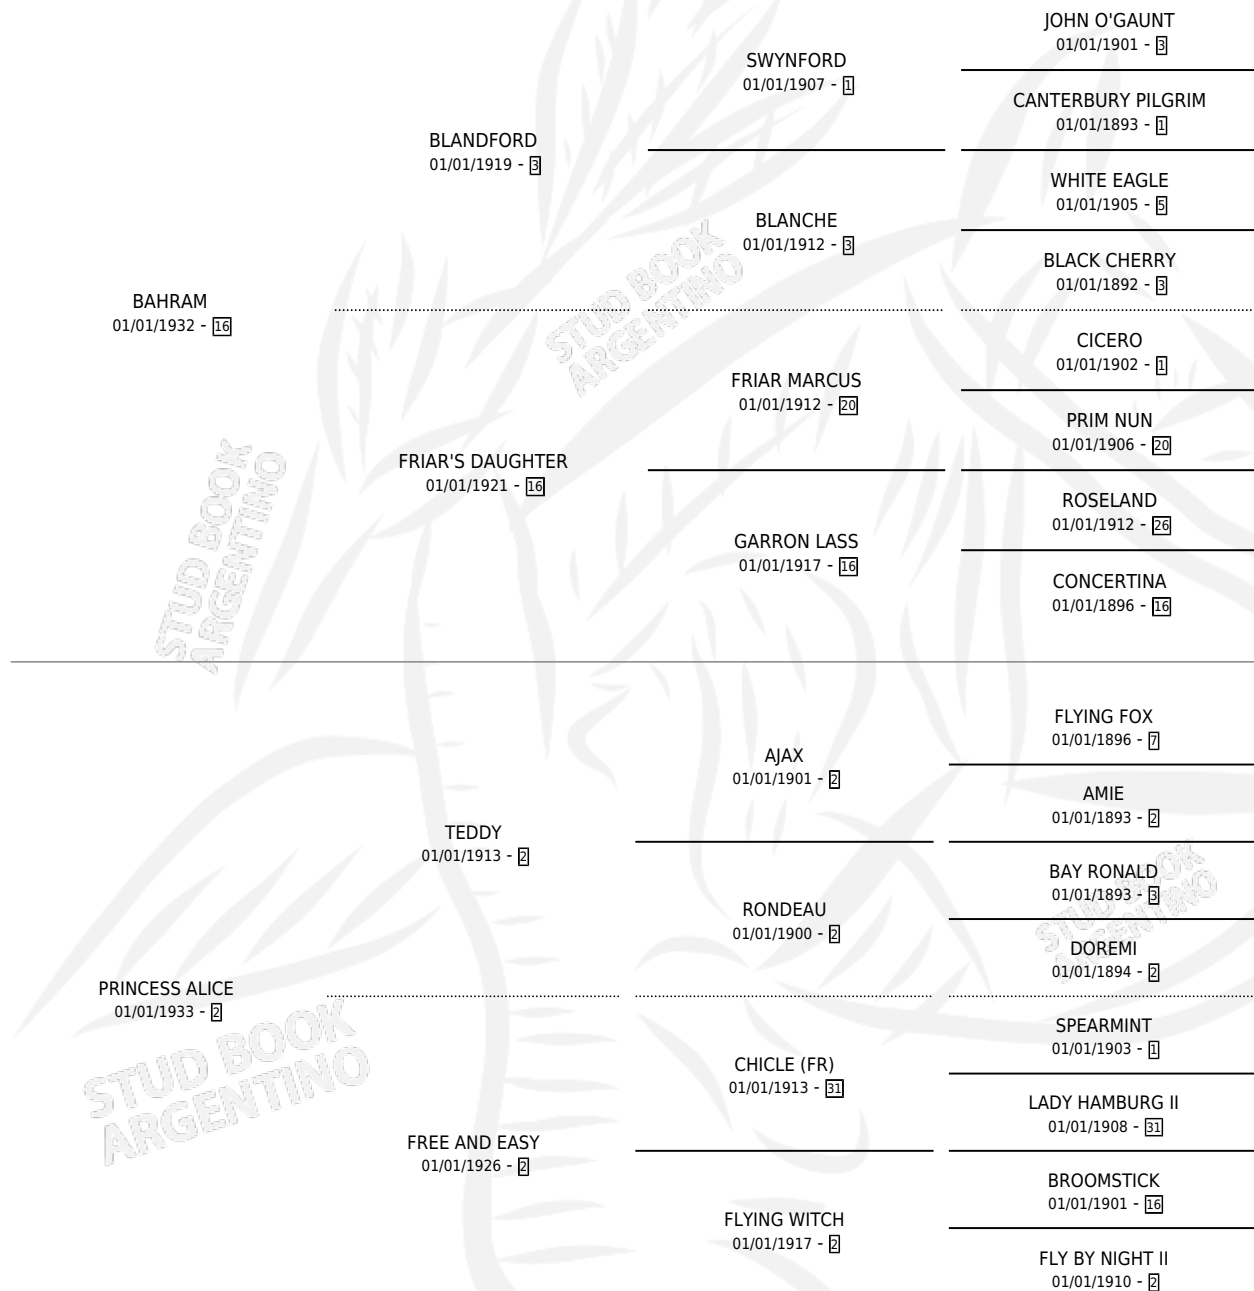 JOHN O'GAUNT
01/01/1901 - 3
SWYNFORD
01/01/1907 - 1
CANTERBURY PILGRIM
01/01/1893 - 1
BLANDFORD
01/01/1919 - 3
WHITE EAGLE
01/01/1905 - 5
BLANCHE
01/01/1912 - 3
BLACK CHERRY
01/01/1892 - 3
BAHRAM
01/01/1932 - 16
STUD BOOK
ARGENTINO
CICERO
01/01/1902 - 1
FRIAR MARCUS
01/01/1912 - 20
PRIM NUN
01/01/1906 - 20
FRIAR'S DAUGHTER
01/01/1921 - 16
ROSELAND
01/01/1912 - 26
GARRON LASS
01/01/1917 - 16
CONCERTINA
01/01/1896 - 16
STUD BOOK
ARGENTINO
FLYING FOX
01/01/1896 - 7
AJAX
01/01/1901 - 2
AMIE
01/01/1893 - 2
TEDDY
01/01/1913 - 2
BAY RONALD
01/01/1893 - 3
RONDEAU
01/01/1900 - 2
STUD BOOK
ARGENTINO
DOREMI
01/01/1894 - 2
PRINCESS ALICE
01/01/1933 - 2
STUD BOOK
ARGENTINO
SPEARMINT
01/01/1903 - 1
CHICLE (FR)
01/01/1913 - 31
LADY HAMBURG II
01/01/1908 - 31
FREE AND EASY
01/01/1926 - 2
BROOMSTICK
01/01/1901 - 16
FLYING WITCH
01/01/1917 - 2
FLY BY NIGHT II
01/01/1910 - 2